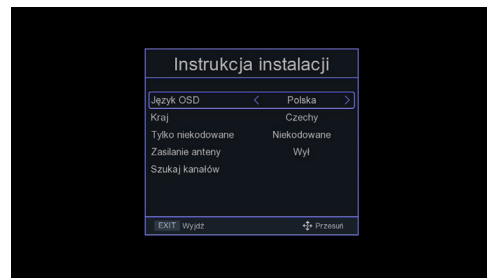 Instrukcja instalacji
Język OSD Polska
Kraj Czechy
Tylko niekodowane Niekodowane
Zasilanie anteny Wył
Szukaj kanałów
EXIT Wyjdź Przesuń